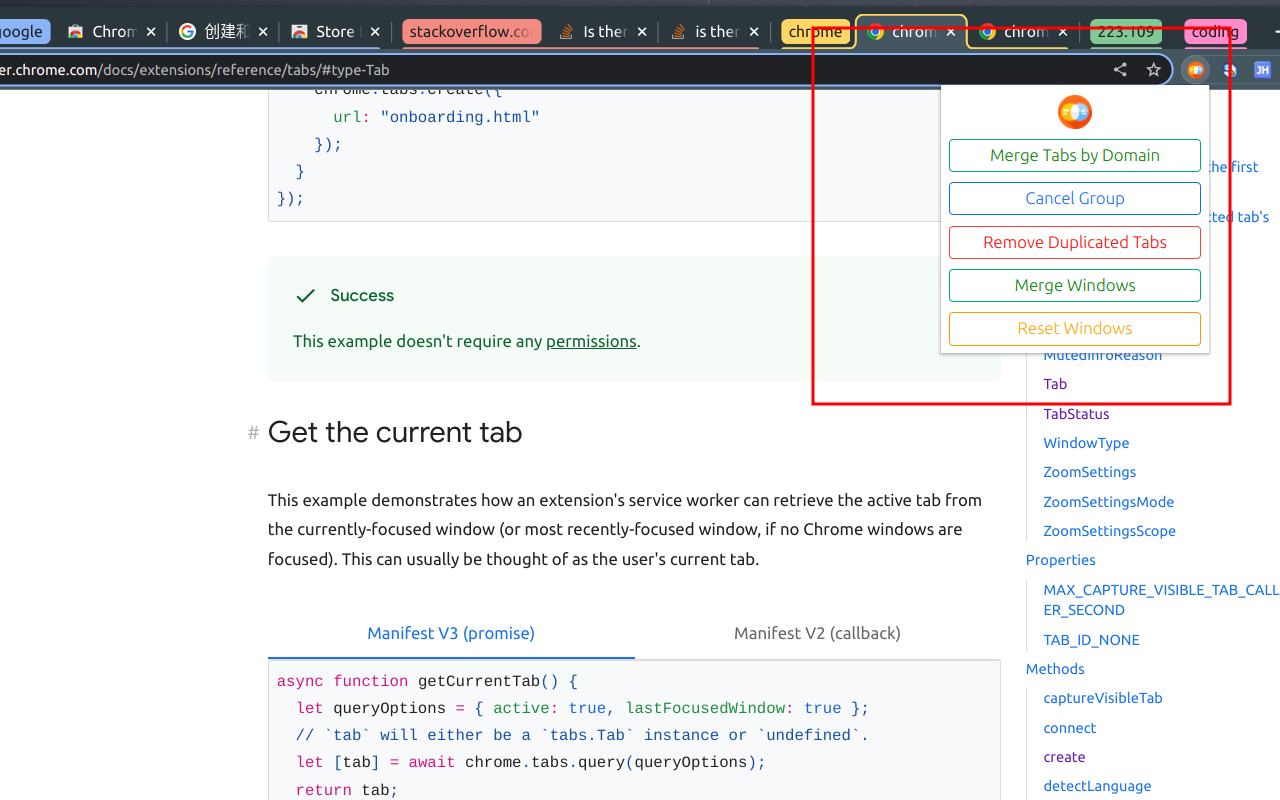 google
Chrom
创建和
Store
stackoverflow.co
Is ther
is ther
chrome
chrom
chrom
223.109
coding
er.chrome.com/docs/extensions/reference/tabs/#type-Tab
JH
chrome.tabs.create({
url: "onboarding.html"
});
}
});
Merge Tabs by Domain
Cancel Group
Remove Duplicated Tabs
Merge Windows
Reset Windows
the first
cted tab's
Success
This example doesn't require any permissions.
MutedInfoReason
Tab
TabStatus
WindowType
ZoomSettings
ZoomSettingsMode
ZoomSettingsScope
Properties
MAX_CAPTURE_VISIBLE_TAB_CALL
ER_SECOND
TAB_ID_NONE
Methods
captureVisibleTab
connect
create
detectLanguage
# Get the current tab
This example demonstrates how an extension's service worker can retrieve the active tab from
the currently-focused window (or most recently-focused window, if no Chrome windows are
focused). This can usually be thought of as the user's current tab.
Manifest V3 (promise)
Manifest V2 (callback)
async function getCurrentTab() {
let queryOptions = { active: true, lastFocusedWindow: true };
// `tab` will either be a `tabs.Tab` instance or `undefined`.
let [tab] = await chrome.tabs.query(queryOptions);
return tab;